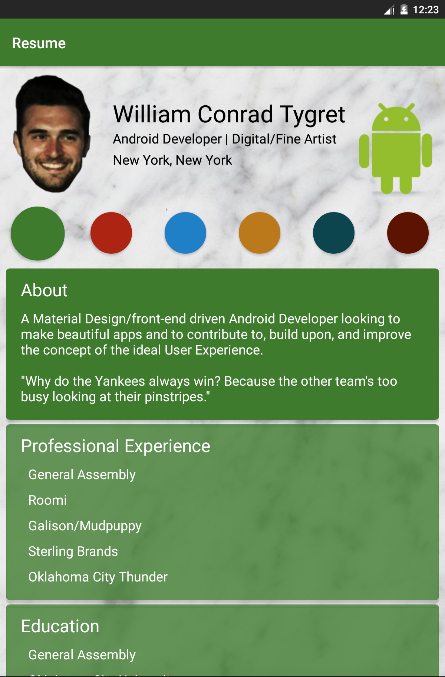 12:23
Resume
William Conrad Tygret
Android Developer | Digital/Fine Artist
New York, New York
About
A Material Design/front-end driven Android Developer looking to
make beautiful apps and to contribute to, build upon, and improve
the concept of the ideal User Experience.
"Why do the Yankees always win? Because the other team's too
busy looking at their pinstripes."
Professional Experience
General Assembly
Roomi
Galison/Mudpuppy
Sterling Brands
Oklahoma City Thunder
Education
General Assembly